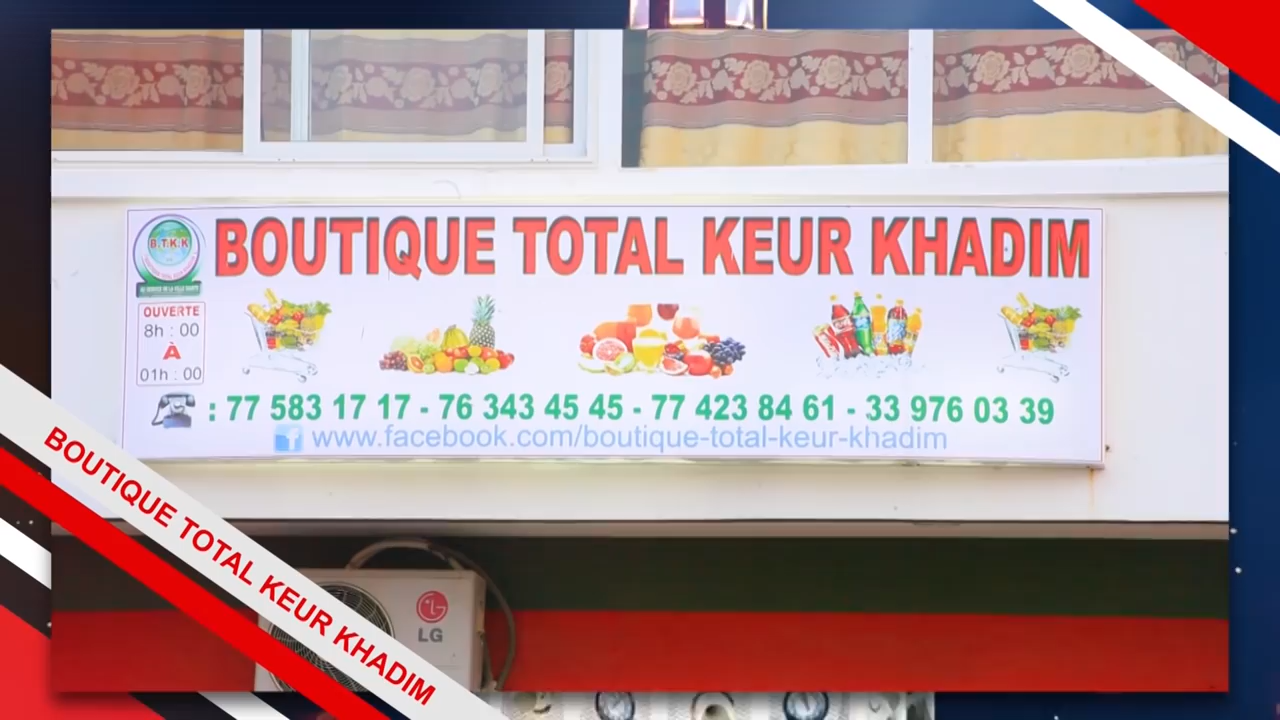 BOUTIQUE TOTAL KEUR KHADIM
B.T.K.K
OUVERTE
8h : 00
À
01h : 00
: 77 583 17 17 - 76 343 45 45 - 77 423 84 61 - 33 976 03 39
www.facebook.com/boutique-total-keur-khadim
BOUTIQUE TOTAL KEUR KHADIM
LG